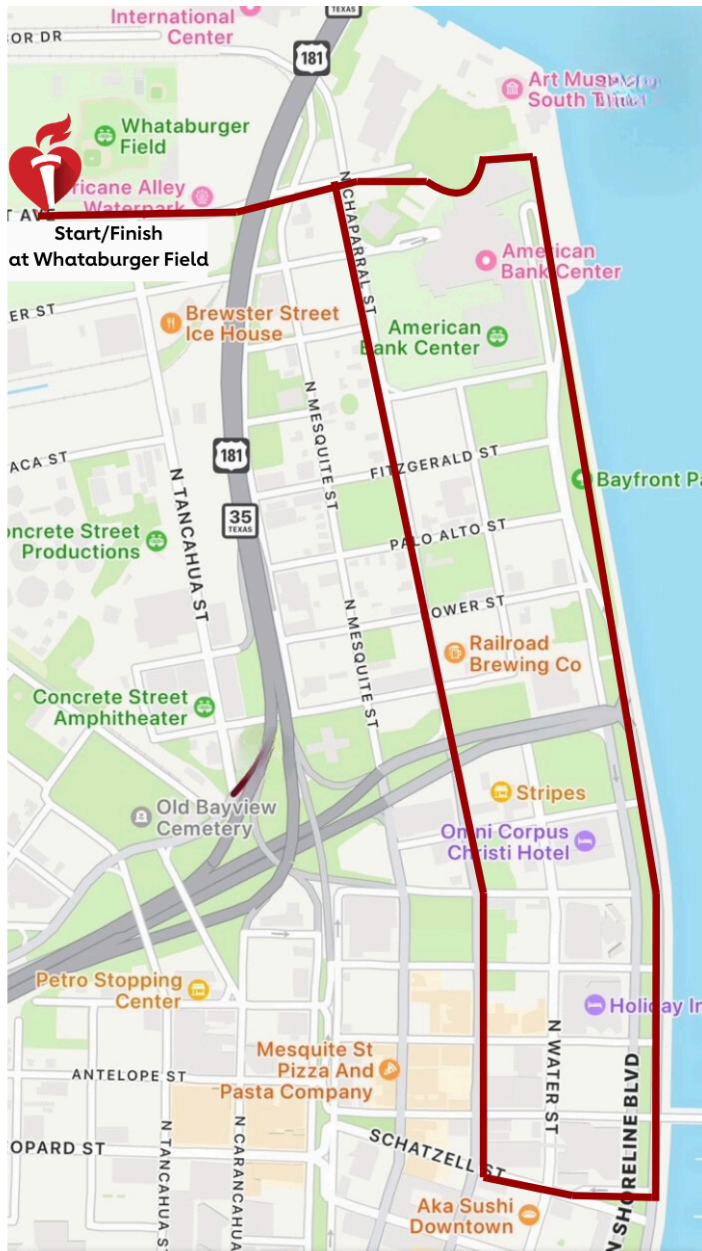 International
Center
TEXAS
OR DR
181
Art Muse
South T
Whataburger
Field
ricane Alley
Waterpark
T AVE
Start/Finish
at Whataburger Field
N CHAPARRAL ST
American
Bank Center
ER ST
Brewster Street
Ice House
American
Bank Center
N MESQUITE ST
ACA ST
181
FITZGERALD ST
Bayfront Pa
35
TEXAS
oncrete Street
Productions
N TANCAHUA ST
PALO ALTO ST
OWER ST
N MESQUITE ST
Railroad
Brewing Co
Concrete Street
Amphitheater
Stripes
Old Bayview
Cemetery
Omni Corpus
Christi Hotel
Petro Stopping
Center
Holiday In
Mesquite St
Pizza And
Pasta Company
N WATER ST
ANTELOPE ST
N SHORELINE BLVD
OPARD ST
N TANCAHUA ST
N CARANCAHUA ST
SCHATZELL ST
Aka Sushi
Downtown